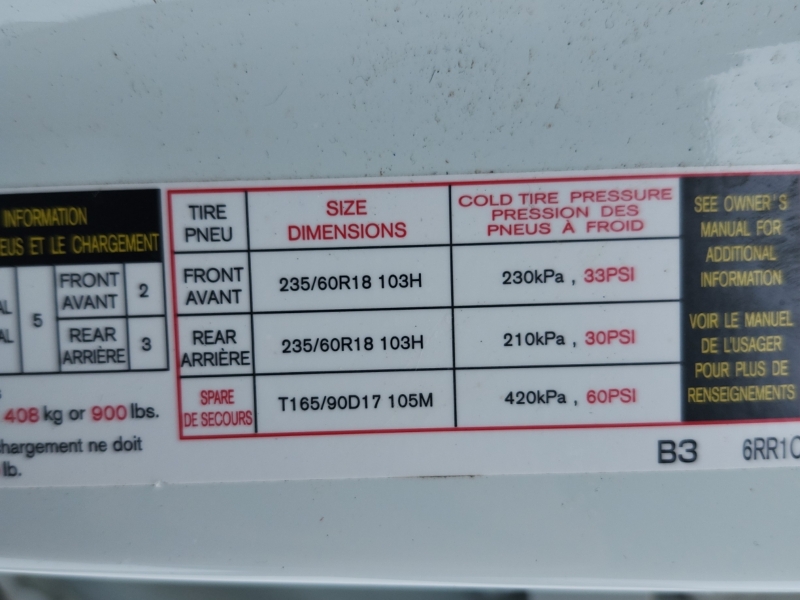 INFORMATION
EUS ET LE CHARGEMENT
AL
AL
5
FRONT
AVANT
2
REAR
ARRIÈRE
3
408 kg or 900 lbs.
hargement ne doit
lb.
TIRE
PNEU
SIZE
DIMENSIONS
COLD TIRE PRESSURE
PRESSION DES
PNEUS À FROID
FRONT
AVANT
235/60R18 103H
230kPa , 33PSI
REAR
ARRIÈRE
235/60R18 103H
210kPa , 30PSI
SPARE
DE SECOURS
T165/90D17 105M
420kPa , 60PSI
SEE OWNER'S
MANUAL FOR
ADDITIONAL
INFORMATION
VOIR LE MANUEL
DE L'USAGER
POUR PLUS DE
RENSEIGNEMENTS
B3
6RR1